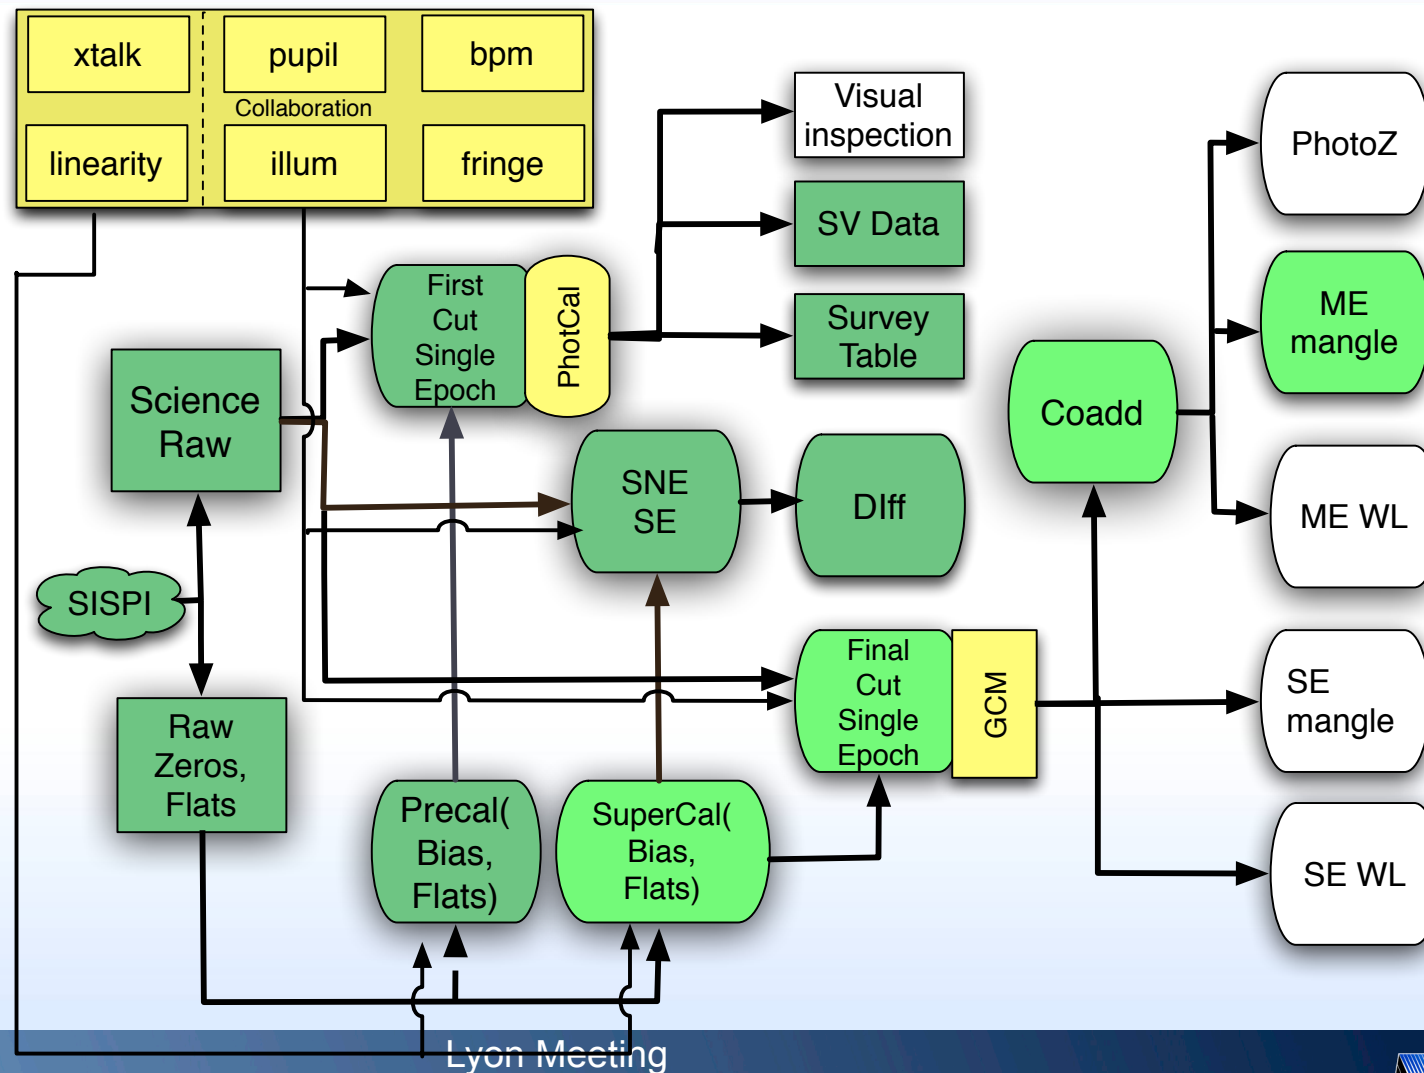 xtalk
pupil
bpm
Collaboration
linearity
illum
fringe
Visual
inspection
SV Data
Survey
Table
First
Cut
Single
Epoch
PhotCal
Science
Raw
SNE
SE
DIff
SISPI
Raw
Zeros,
Flats
Precal(
Bias,
Flats)
SuperCal(
Bias,
Flats)
Final
Cut
Single
Epoch
GCM
Coadd
PhotoZ
ME
mangle
ME WL
SE
mangle
SE WL
Lyon Meeting